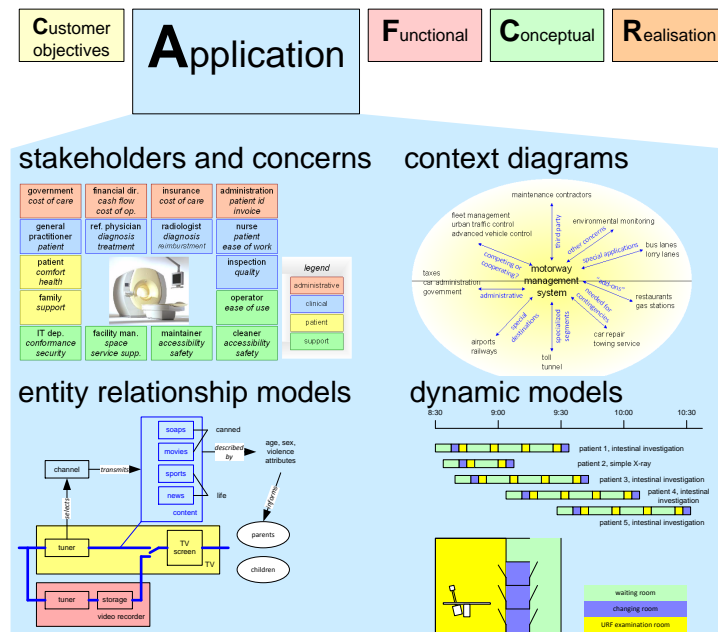 Customer objectives
Application
Functional
Conceptual
Realisation
stakeholders and concerns
government
cost of care
financial dir.
cash flow
cost of op.
insurance
cost of care
administration
patient id
invoice
general
practitioner
patient
ref. physician
diagnosis
treatment
radiologist
diagnosis
reimburstment
nurse
patient
ease of work
patient
comfort
health
inspection
quality
family
support
operator
ease of use
IT dep.
conformance
security
facility man.
space
service supp.
maintainer
accessibility
safety
cleaner
accessibility
safety
legend
administrative
clinical
patient
support
context diagrams
maintenance contractors
fleet management
urban traffic control
advanced vehicle control
environmental monitoring
bus lanes
lorry lanes
third party
other concerns
special applications
competing or
cooperating?
motorway
management
system
"add-ons"
taxes
car administration
government
administrative
restaurants
gas stations
needed for
contingencies
special
destinations
specialized
segments
airports
railways
toll
tunnel
car repair
towing service
entity relationship models
soaps
movies
sports
news
content
canned
life
channel
transmits
described
by
age, sex,
violence
attributes
selects
informs
parents
children
tuner
TV
screen
TV
tuner
storage
video recorder
dynamic models
8:30
9:00
9:30
10:00
10:30
patient 1, intestinal investigation
patient 2, simple X-ray
patient 3, intestinal investigation
patient 4, intestinal
investigation
patient 5, intestinal investigation
waiting room
changing room
URF examination room